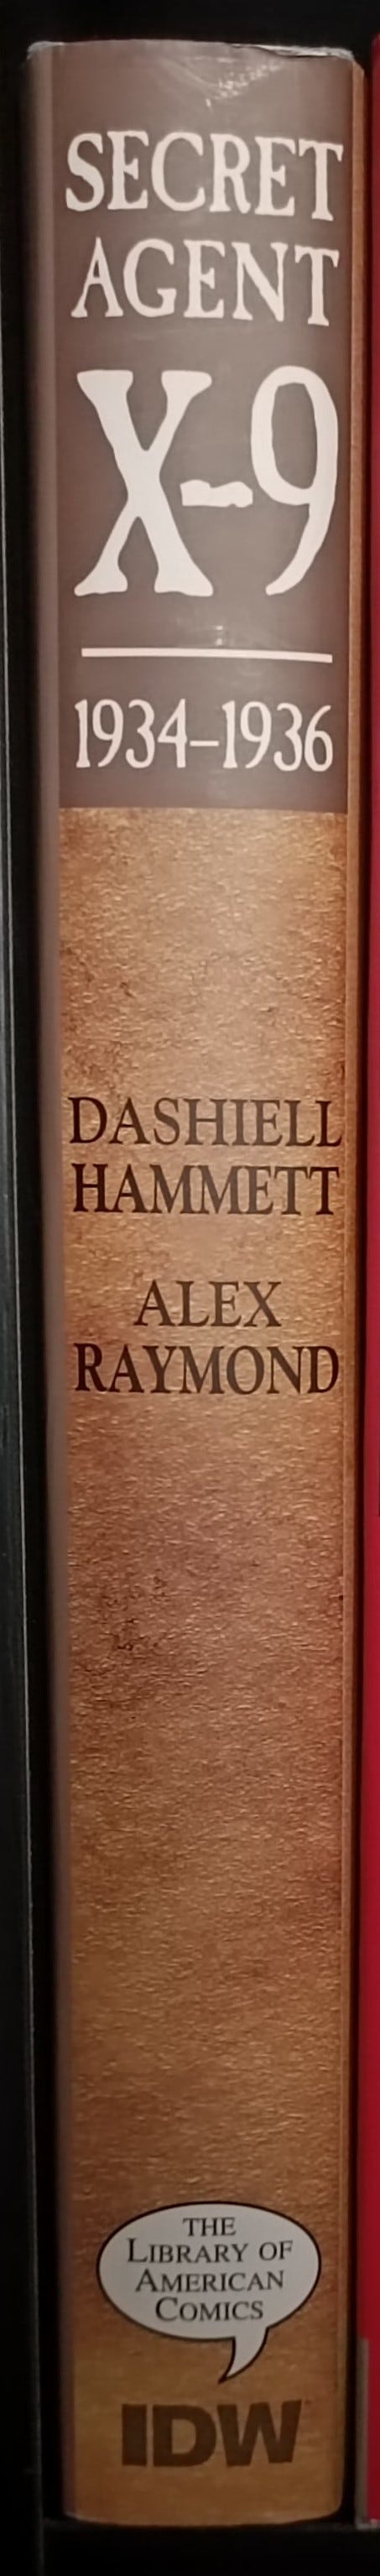 SECRET
AGENT
X-9
1934–1936
DASHIELL
HAMMETT
ALEX
RAYMOND
THE
LIBRARY OF
AMERICAN
COMICS
IDW